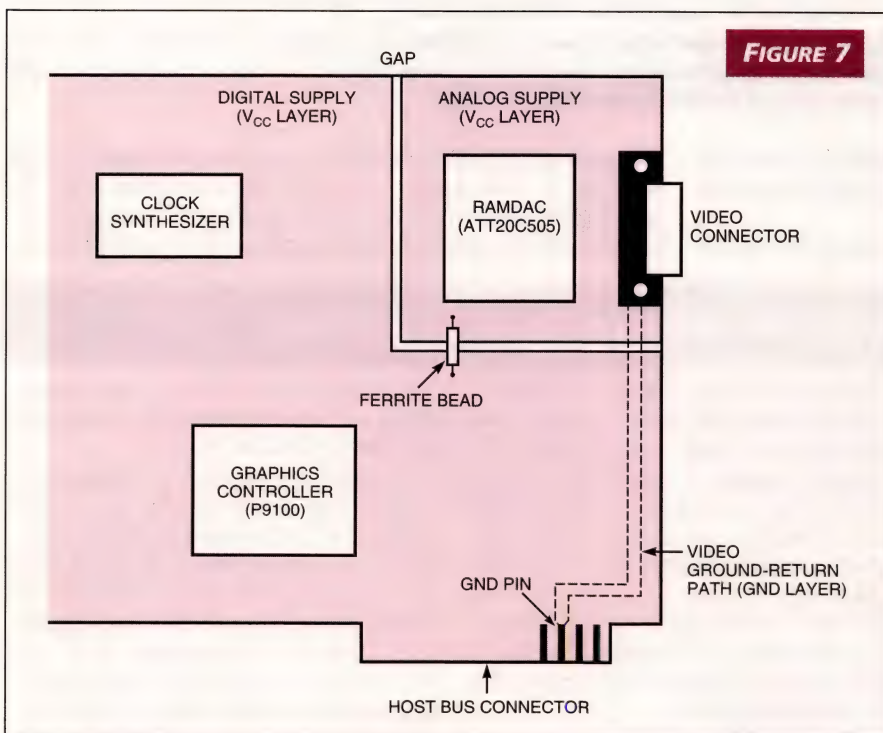 FIGURE 7
GAP
DIGITAL SUPPLY
(VCC LAYER)
ANALOG SUPPLY
(VCC LAYER)
CLOCK
SYNTHESIZER
RAMDAC
(ATT20C505)
VIDEO
CONNECTOR
FERRITE BEAD
GRAPHICS
CONTROLLER
(P9100)
GND PIN
VIDEO
GROUND-RETURN
PATH (GND LAYER)
HOST BUS CONNECTOR